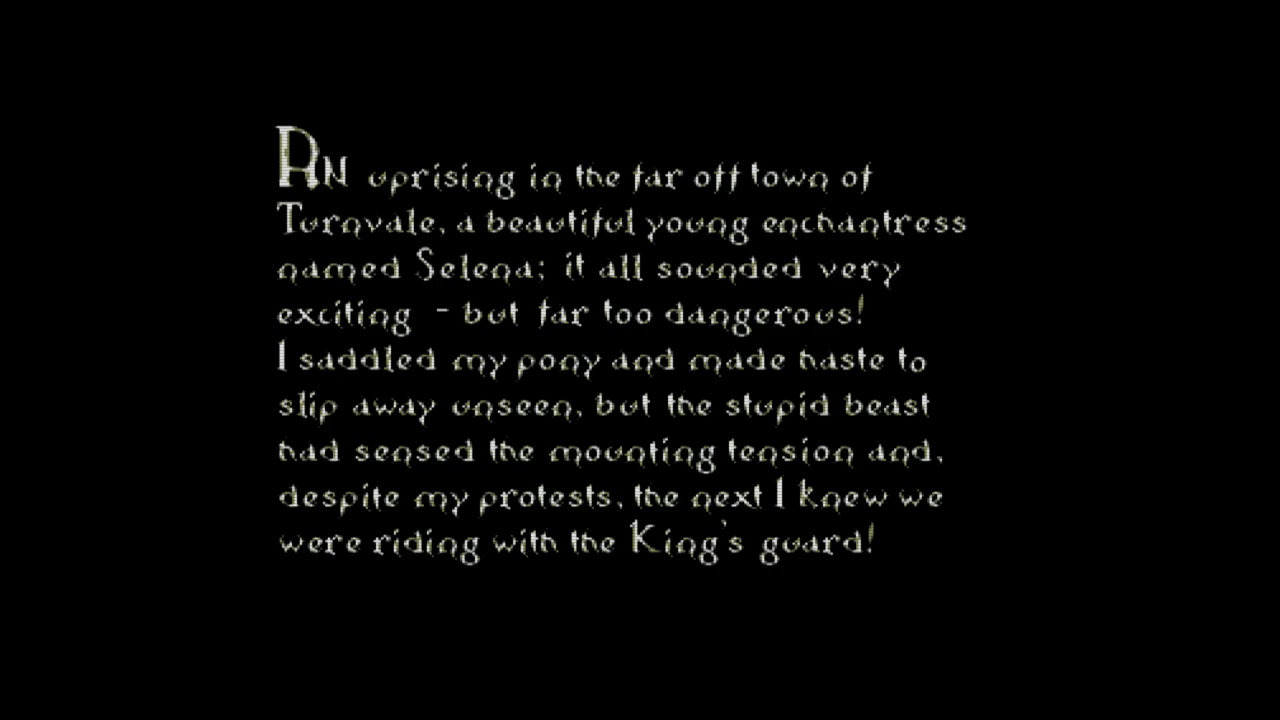 An uprising in the far off town of
Turnvale, a beautiful young enchantress
named Selena; it all sounded very
exciting - but far too dangerous!
I saddled my pony and made haste to
slip away unseen, but the stupid beast
had sensed the mounting tension and,
despite my protests, the next I knew we
were riding with the King's guard!